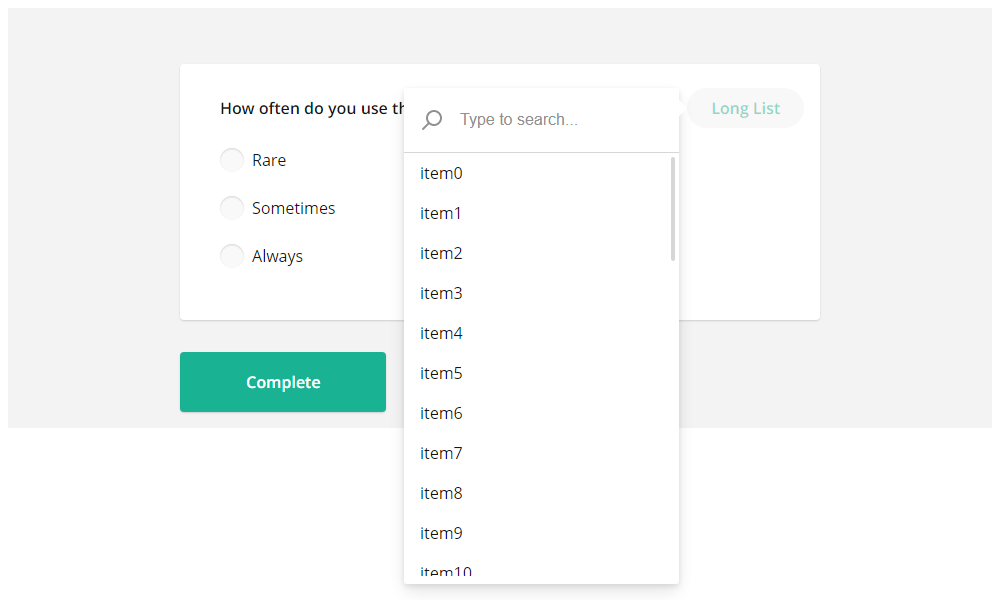 How often do you use
Long List
Type to search...
Rare
Sometimes
Always
Complete
item0
item1
item2
item3
item4
item5
item6
item7
item8
item9
item10